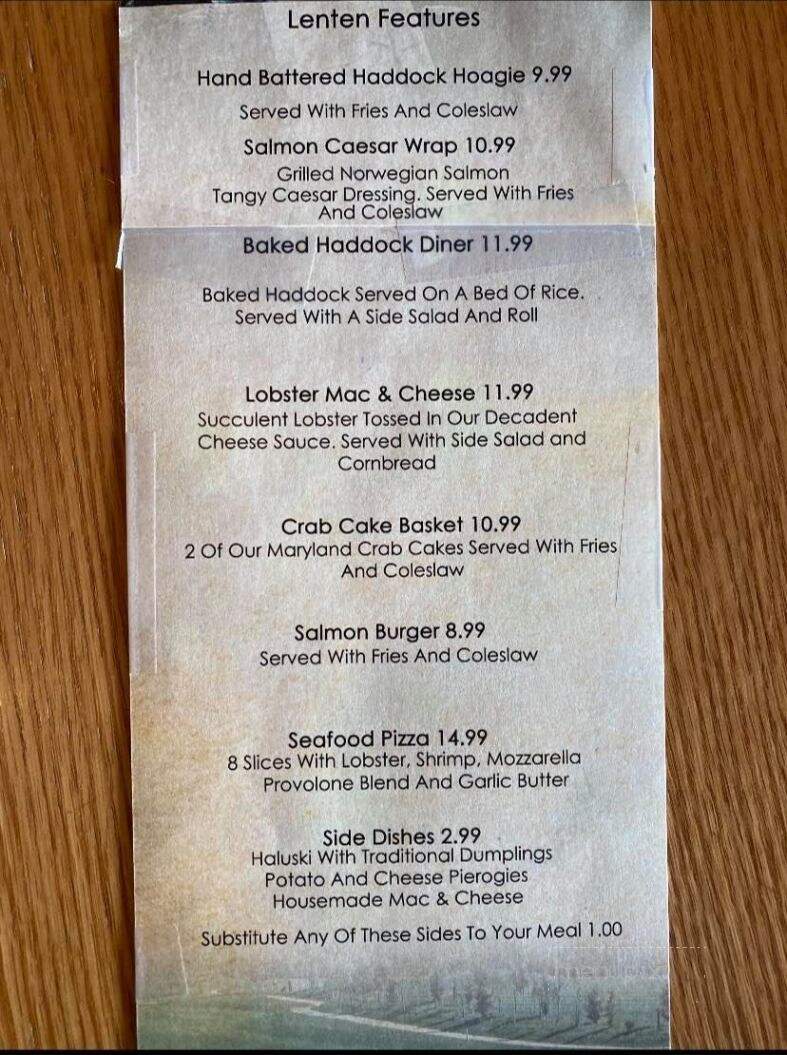 Lenten Features
Hand Battered Haddock Hoagie 9.99
Served With Fries And Coleslaw
Salmon Caesar Wrap 10.99
Grilled Norwegian Salmon
Tangy Caesar Dressing. Served With Fries
And Coleslaw
Baked Haddock Diner 11.99
Baked Haddock Served On A Bed Of Rice.
Served With A Side Salad And Roll
Lobster Mac & Cheese 11.99
Succulent Lobster Tossed In Our Decadent
Cheese Sauce. Served With Side Salad and
Cornbread
Crab Cake Basket 10.99
2 Of Our Maryland Crab Cakes Served With Fries
And Coleslaw
Salmon Burger 8.99
Served With Fries And Coleslaw
Seafood Pizza 14.99
8 Slices With Lobster, Shrimp, Mozzarella
Provolone Blend And Garlic Butter
Side Dishes 2.99
Haluski With Traditional Dumplings
Potato And Cheese Pierogies
Housemade Mac & Cheese
Substitute Any Of These Sides To Your Meal 1.00